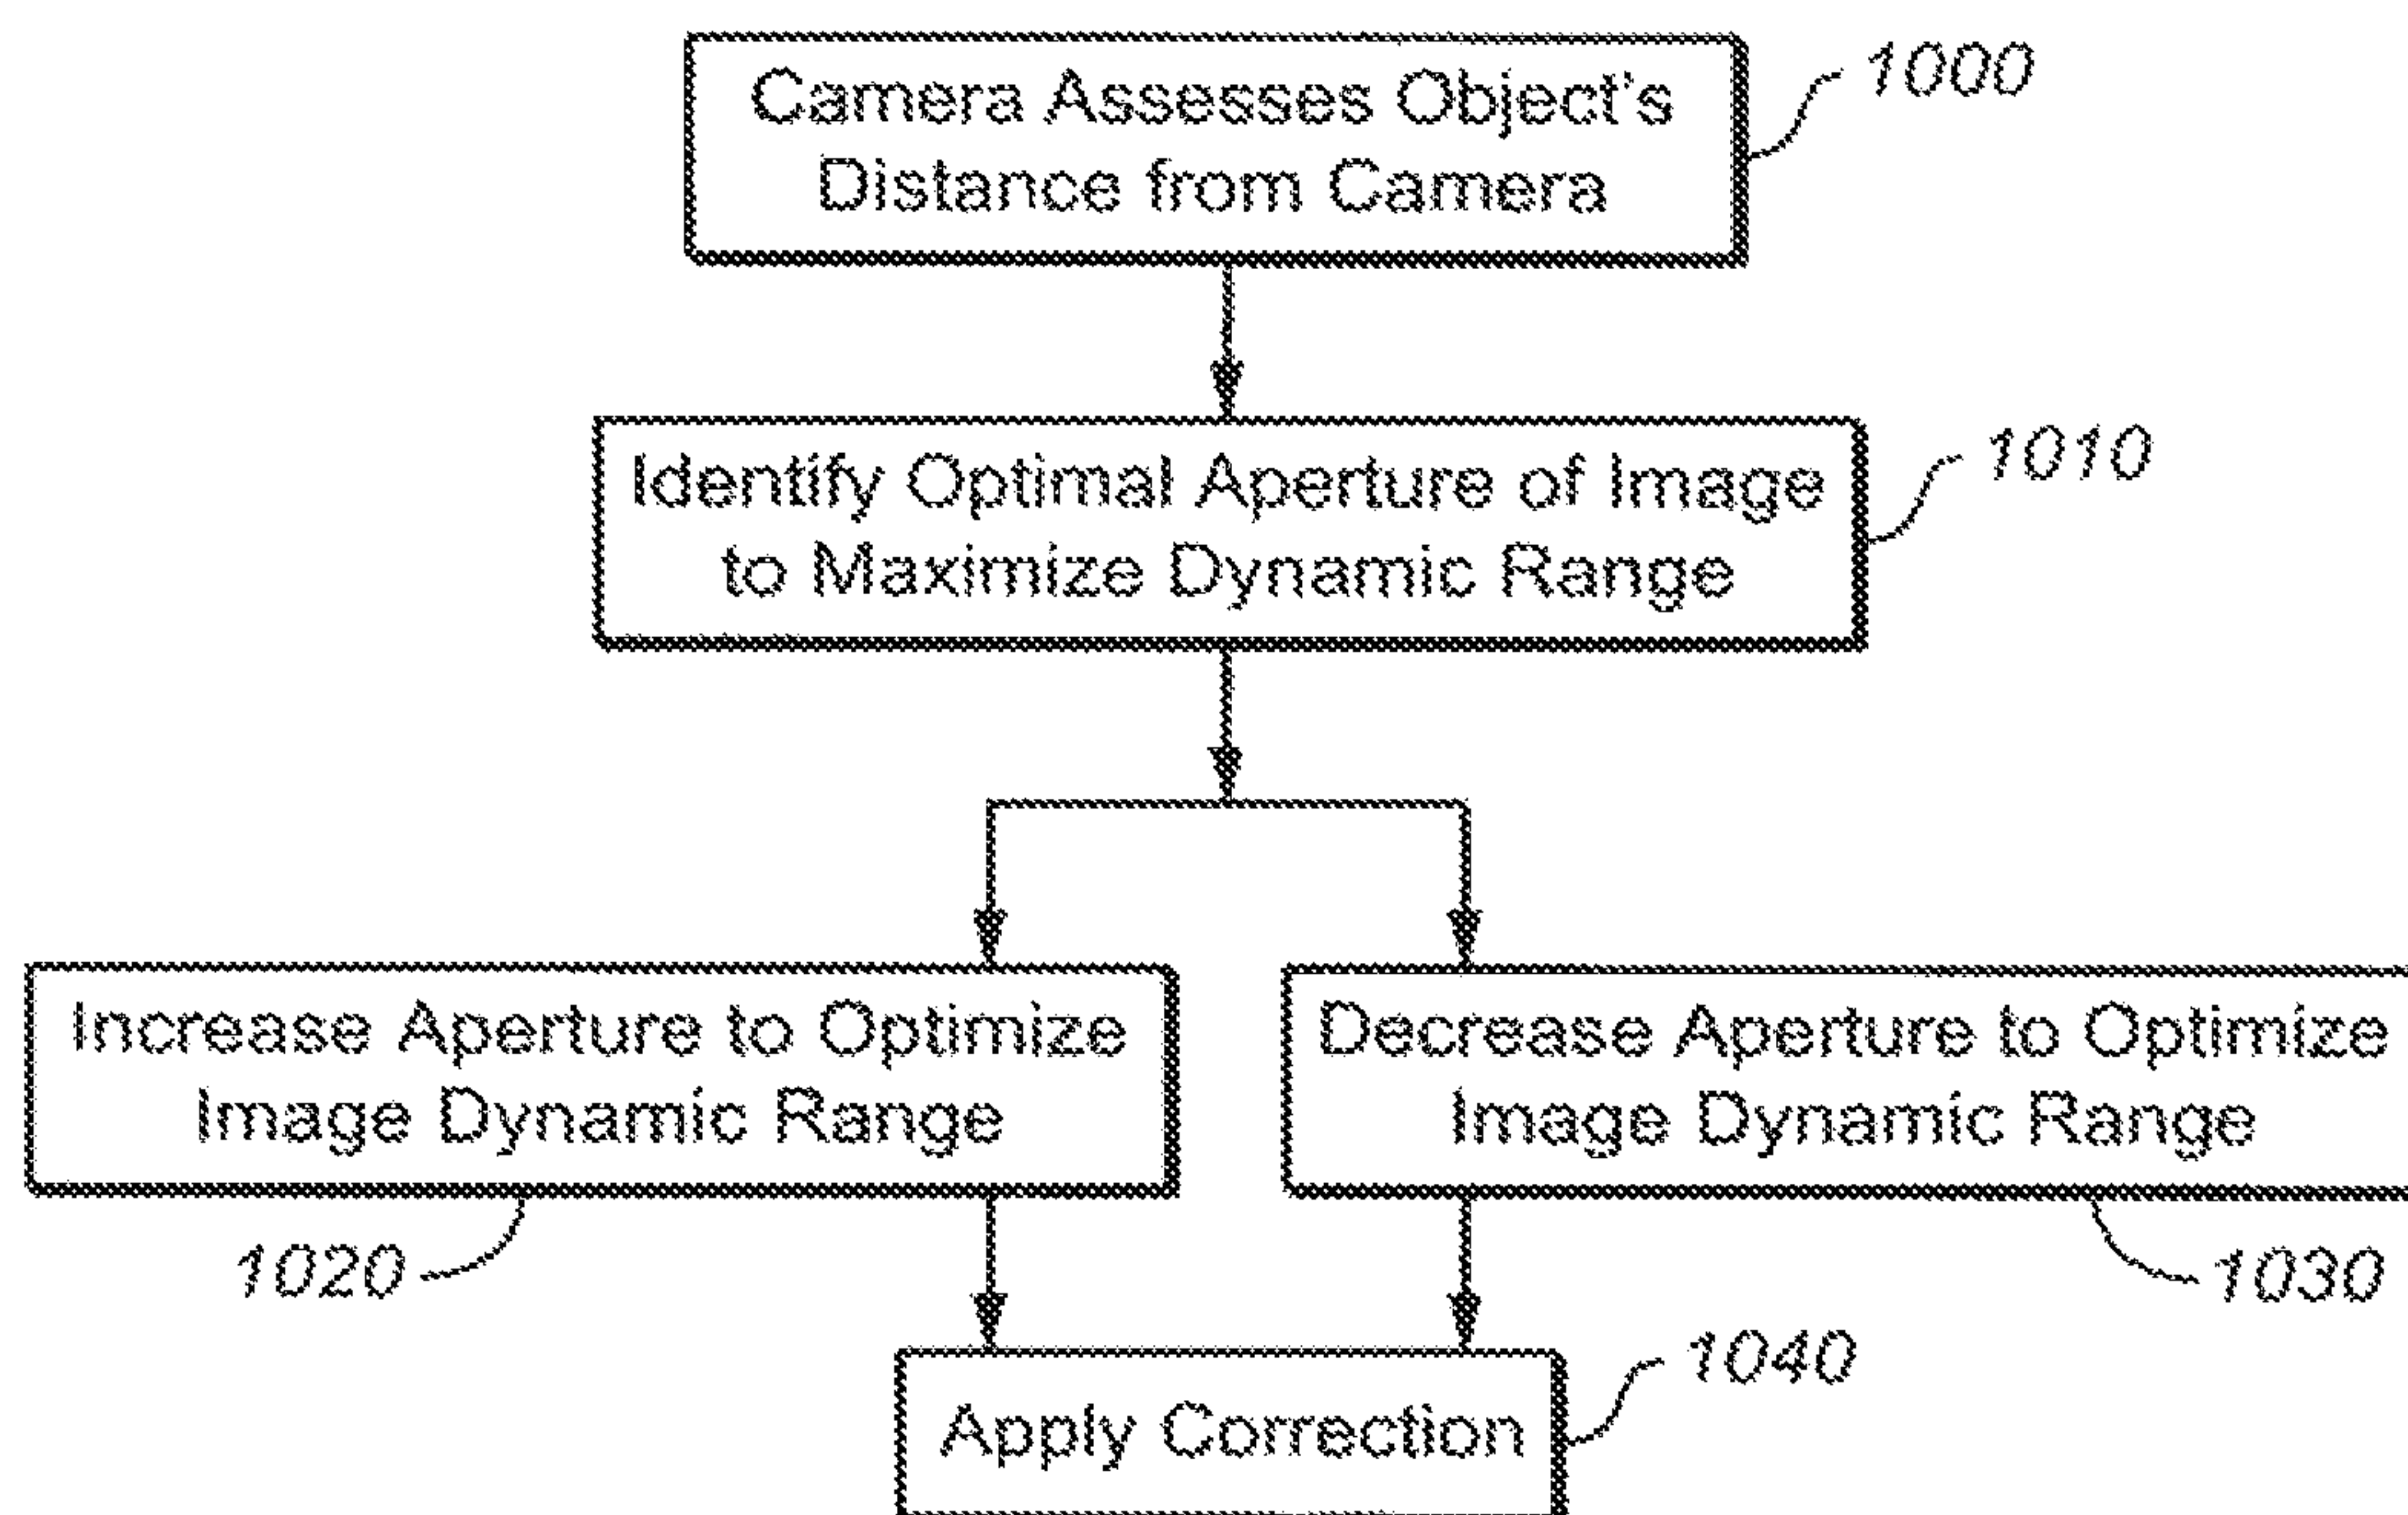 Camera Assesses Object's
Distance from Camera
1000
Identify Optimal Aperture of Image
to Maximize Dynamic Range
1010
Increase Aperture to Optimize
Image Dynamic Range
1020
Decrease Aperture to Optimize
Image Dynamic Range
1030
Apply Correction
1040